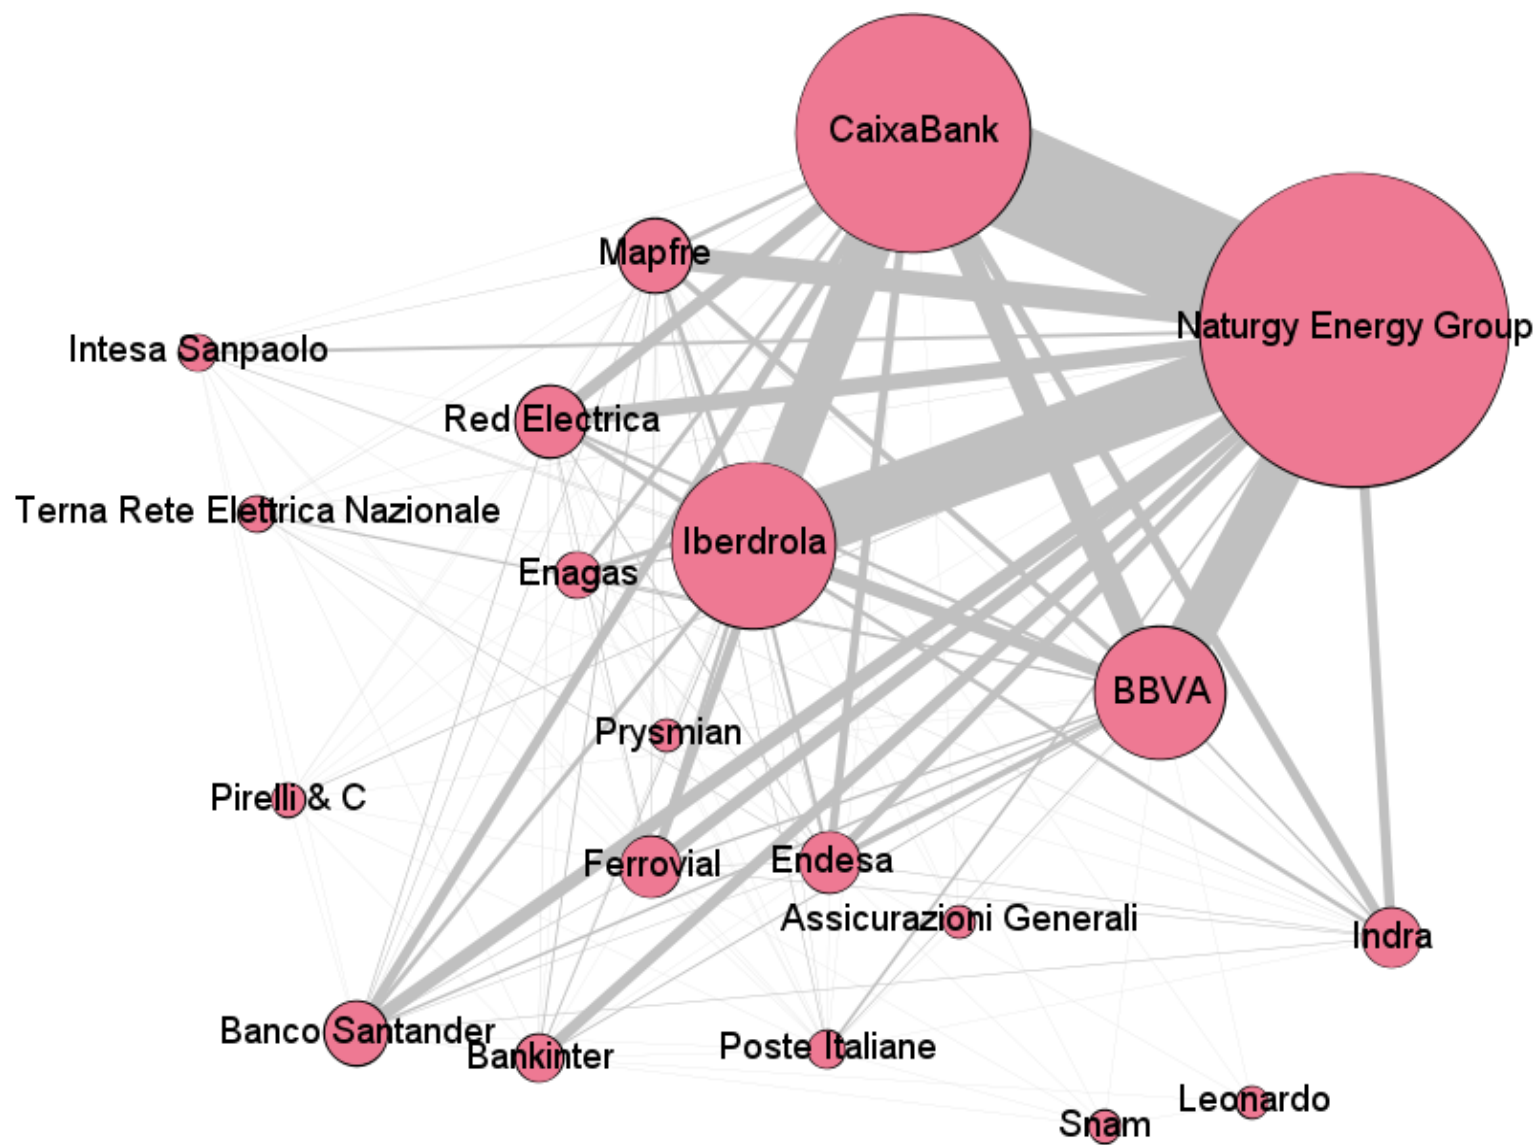 CaixaBank
Mapfre
Naturgy Energy Group
Intesa Sanpaolo
Red Electrica
Terna Rete Elettrica Nazionale
Iberdrola
Enagas
BBVA
Prysmian
Pirelli & C
Ferrovial
Endesa
Assicurazioni Generali
Indra
Banco Santander
Bankinter
Poste Italiane
Leonardo
Snam